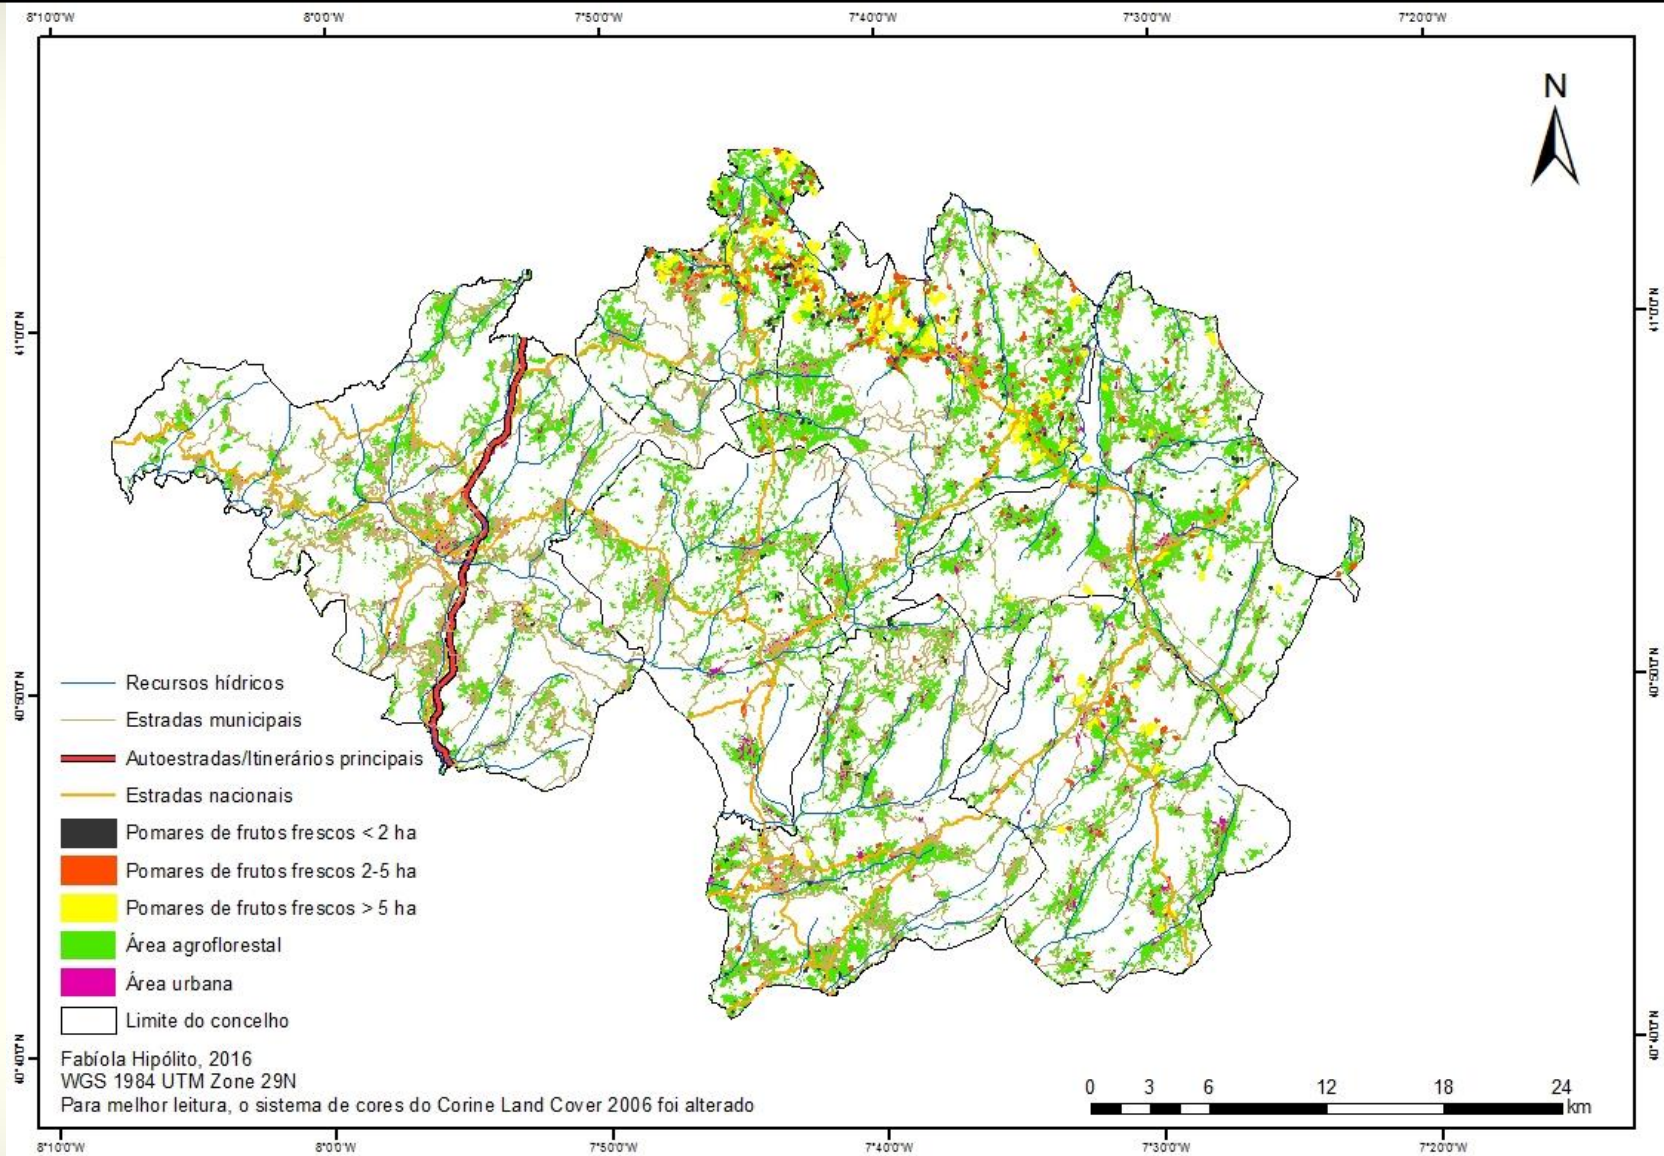 8°10'0"W 8°0'0"W 7°50'0"W 7°40'0"W 7°30'0"W 7°20'0"W
N
41°0'0"N 41°0'0"N
40°50'0"N 40°50'0"N
40°40'0"N 40°40'0"N
Recursos hídricos
Estradas municipais
Autoestradas/Itinerários principais
Estradas nacionais
Pomares de frutos frescos < 2 ha
Pomares de frutos frescos 2-5 ha
Pomares de frutos frescos > 5 ha
Área agroflorestal
Área urbana
Limite do concelho
Fabíola Hipólito, 2016
WGS 1984 UTM Zone 29N
Para melhor leitura, o sistema de cores do Corine Land Cover 2006 foi alterado
0 3 6 12 18 24
km
8°10'0"W 8°0'0"W 7°50'0"W 7°40'0"W 7°30'0"W 7°20'0"W